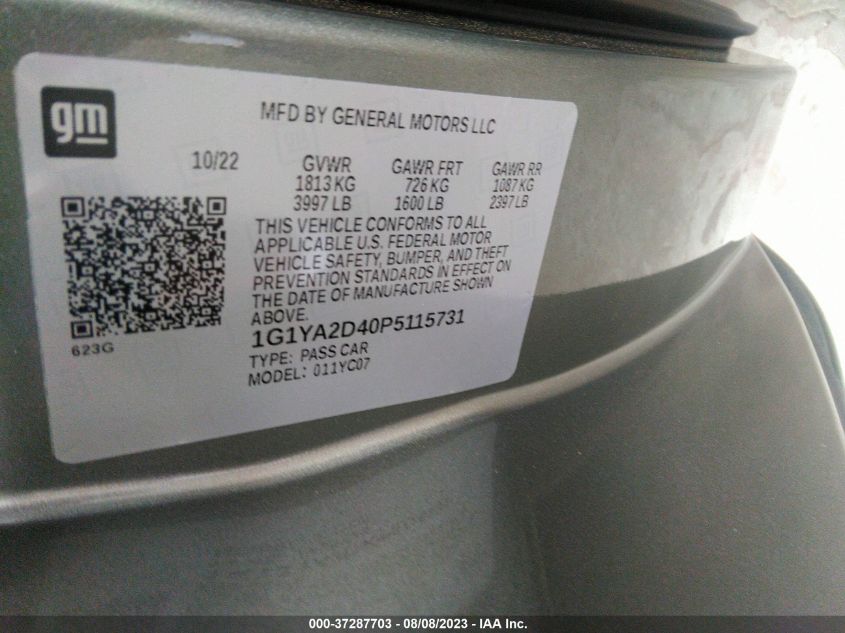 gm
MFD BY GENERAL MOTORS LLC
10/22 GVWR GAWR FRT GAWR RR
1813 KG 726 KG 1087 KG
3997 LB 1600 LB 2397 LB
THIS VEHICLE CONFORMS TO ALL
APPLICABLE U.S. FEDERAL MOTOR
VEHICLE SAFETY, BUMPER, AND THEFT
PREVENTION STANDARDS IN EFFECT ON
THE DATE OF MANUFACTURE SHOWN
ABOVE.
1G1YA2D40P5115731
623G
TYPE: PASS CAR
MODEL: 011YC07
000-37287703 - 08/08/2023 - IAA Inc.